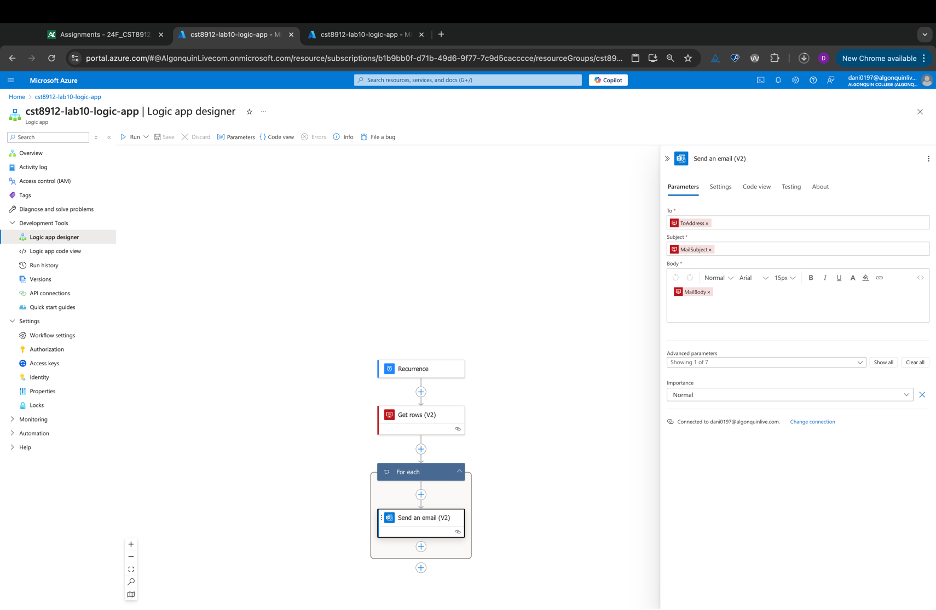 Assignments - 24F_CST8912
cst8912-lab10-logic-app - Mi
cst8912-lab10-logic-app - Mi
portal.azure.com/#@AlgonquinLivecom.onmicrosoft.com/resource/subscriptions/b1b9bb0f-d71b-49d6-9f77-7c9d5cacccce/resourceGroups/cst89...
D
New Chrome available
Microsoft Azure
Search resources, services, and docs (G+/)
Copilot
dani0197@algonquinliv...
ALGONQUIN COLLEGE (ALGONQ...
Home > cst8912-lab10-logic-app
cst8912-lab10-logic-app | Logic app designer
Logic app
Search
Run
Save
Discard
Parameters
Code view
Errors
Info
File a bug
Overview
Activity log
Access control (IAM)
Tags
Diagnose and solve problems
Development Tools
Logic app designer
Logic app code view
Run history
Versions
API connections
Quick start guides
Settings
Workflow settings
Authorization
Access keys
Identity
Properties
Locks
Monitoring
Automation
Help
Recurrence
Get rows (V2)
For each
Send an email (V2)
Send an email (V2)
Parameters
Settings
Code view
Testing
About
To *
ToAddress ×
Subject *
MailSubject ×
Body *
Normal
Arial
15px
B
I
U
A
MailBody ×
Advanced parameters
Showing 1 of 7
Show all
Clear all
Importance
Normal
Connected to dani0197@algonquinlive.com.
Change connection